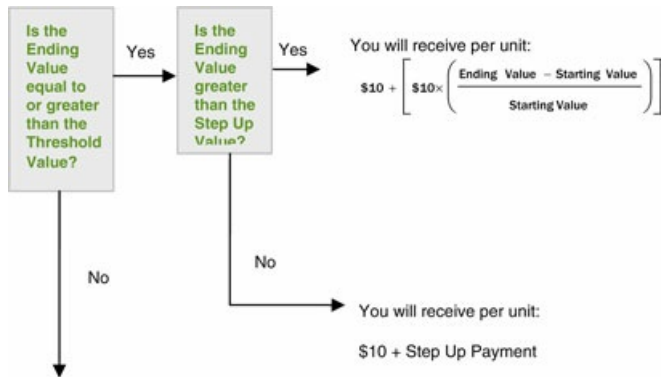 Is the
Ending
Value
equal to
or greater
than the
Threshold
Value?
Yes
Is the
Ending
Value
greater
than the
Step Up
Value?
Yes
You will receive per unit:
$10 + [ $10× ( Ending Value − Starting Value
Starting Value ) ]
No
No
You will receive per unit:
$10 + Step Up Payment